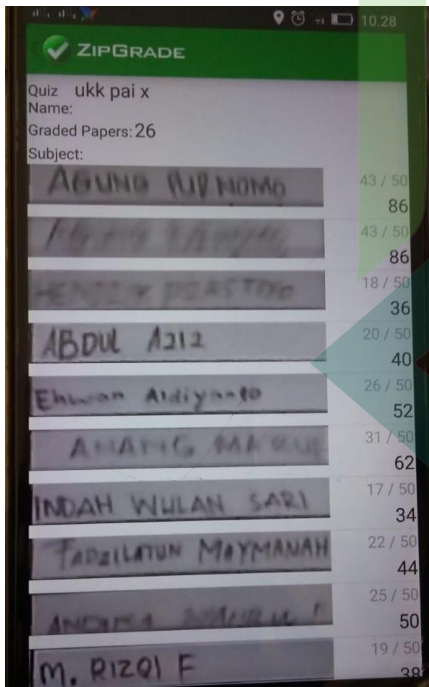 10.28
ZIPGRADE
Quiz Name: ukk pai x
Graded Papers: 26
Subject:
AGUNG PURNOMO 43 / 50
86
43 / 50
86
18 / 50
36
ABDUL AZIZ 20 / 50
40
Ehwan Aldiyanto 26 / 50
52
ANANG 31 / 50
62
INDAH WULAN SARI 17 / 50
34
FADZILATUN MAYMANAH 22 / 50
44
25 / 50
50
M. RIZQI F 19 / 50
38